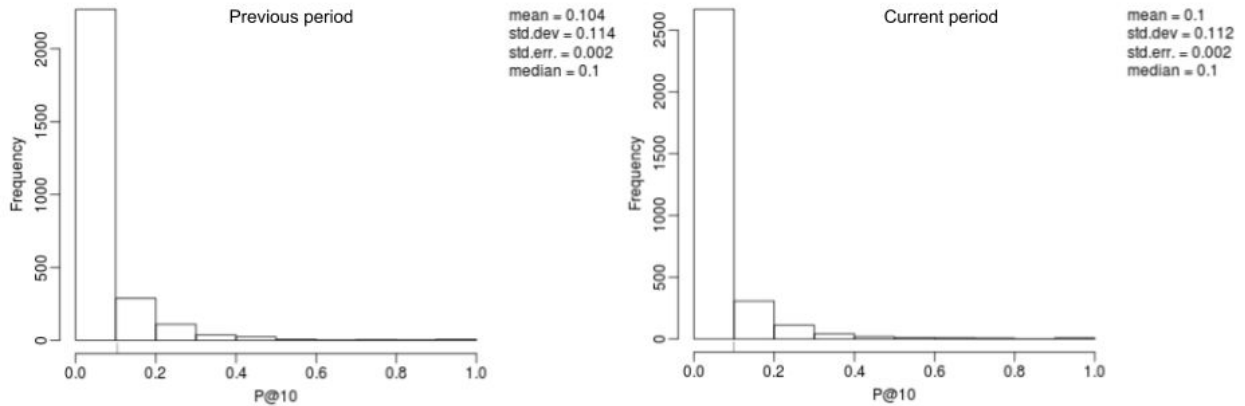 Previous period
mean = 0.104
std.dev = 0.114
std.err. = 0.002
median = 0.1
Frequency
2000
1500
1000
500
0
0.0 0.2 0.4 0.6 0.8 1.0
P@10
Current period
mean = 0.1
std.dev = 0.112
std.err. = 0.002
median = 0.1
Frequency
2500
2000
1500
1000
500
0
0.0 0.2 0.4 0.6 0.8 1.0
P@10